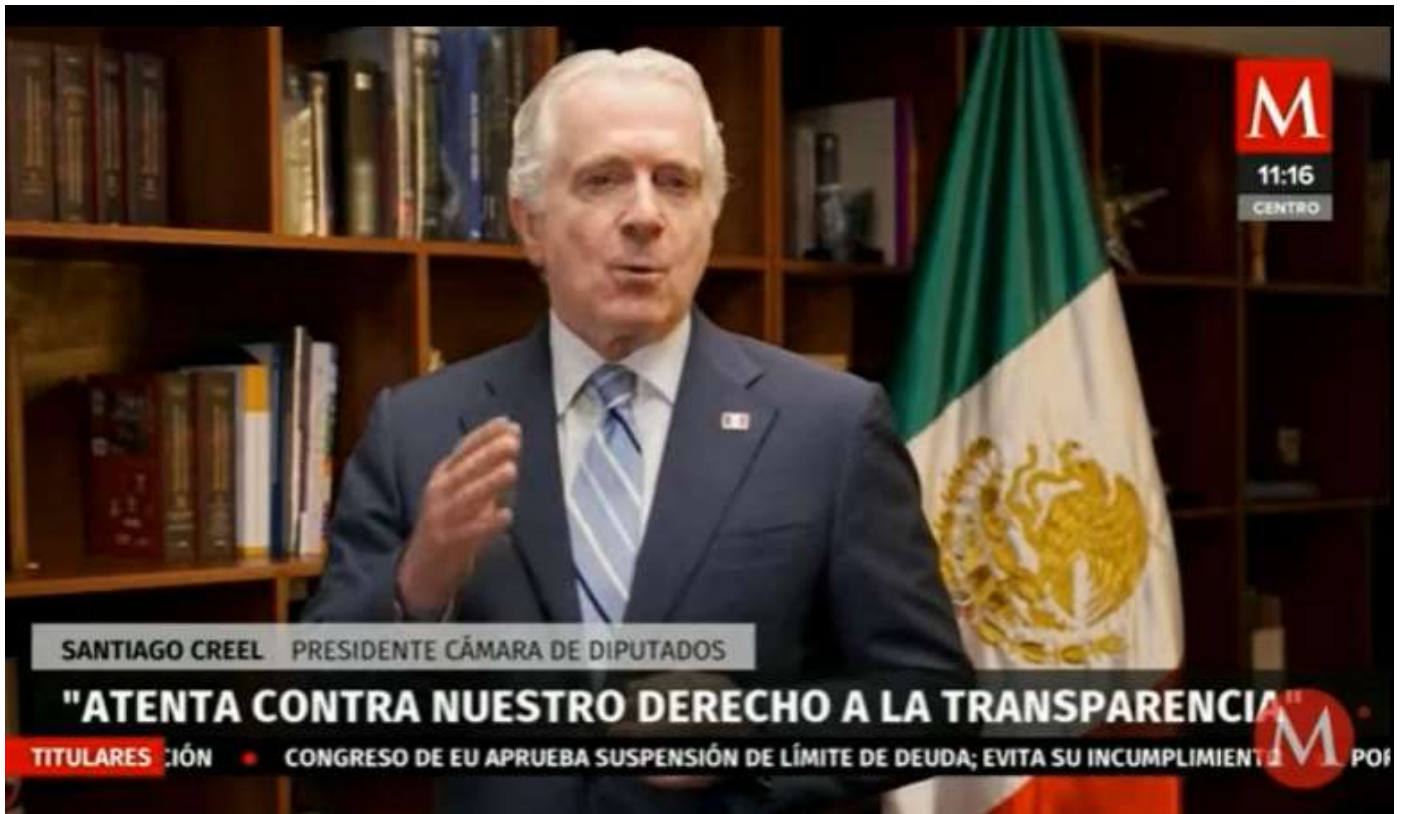 M
11:16
CENTRO
SANTIAGO CREEL PRESIDENTE CÁMARA DE DIPUTADOS
"ATENTA CONTRA NUESTRO DERECHO A LA TRANSPARENCIA"
TITULARES CIÓN • CONGRESO DE EU APRUEBA SUSPENSIÓN DE LÍMITE DE DEUDA; EVITA SU INCUMPLIMIENTO M POR